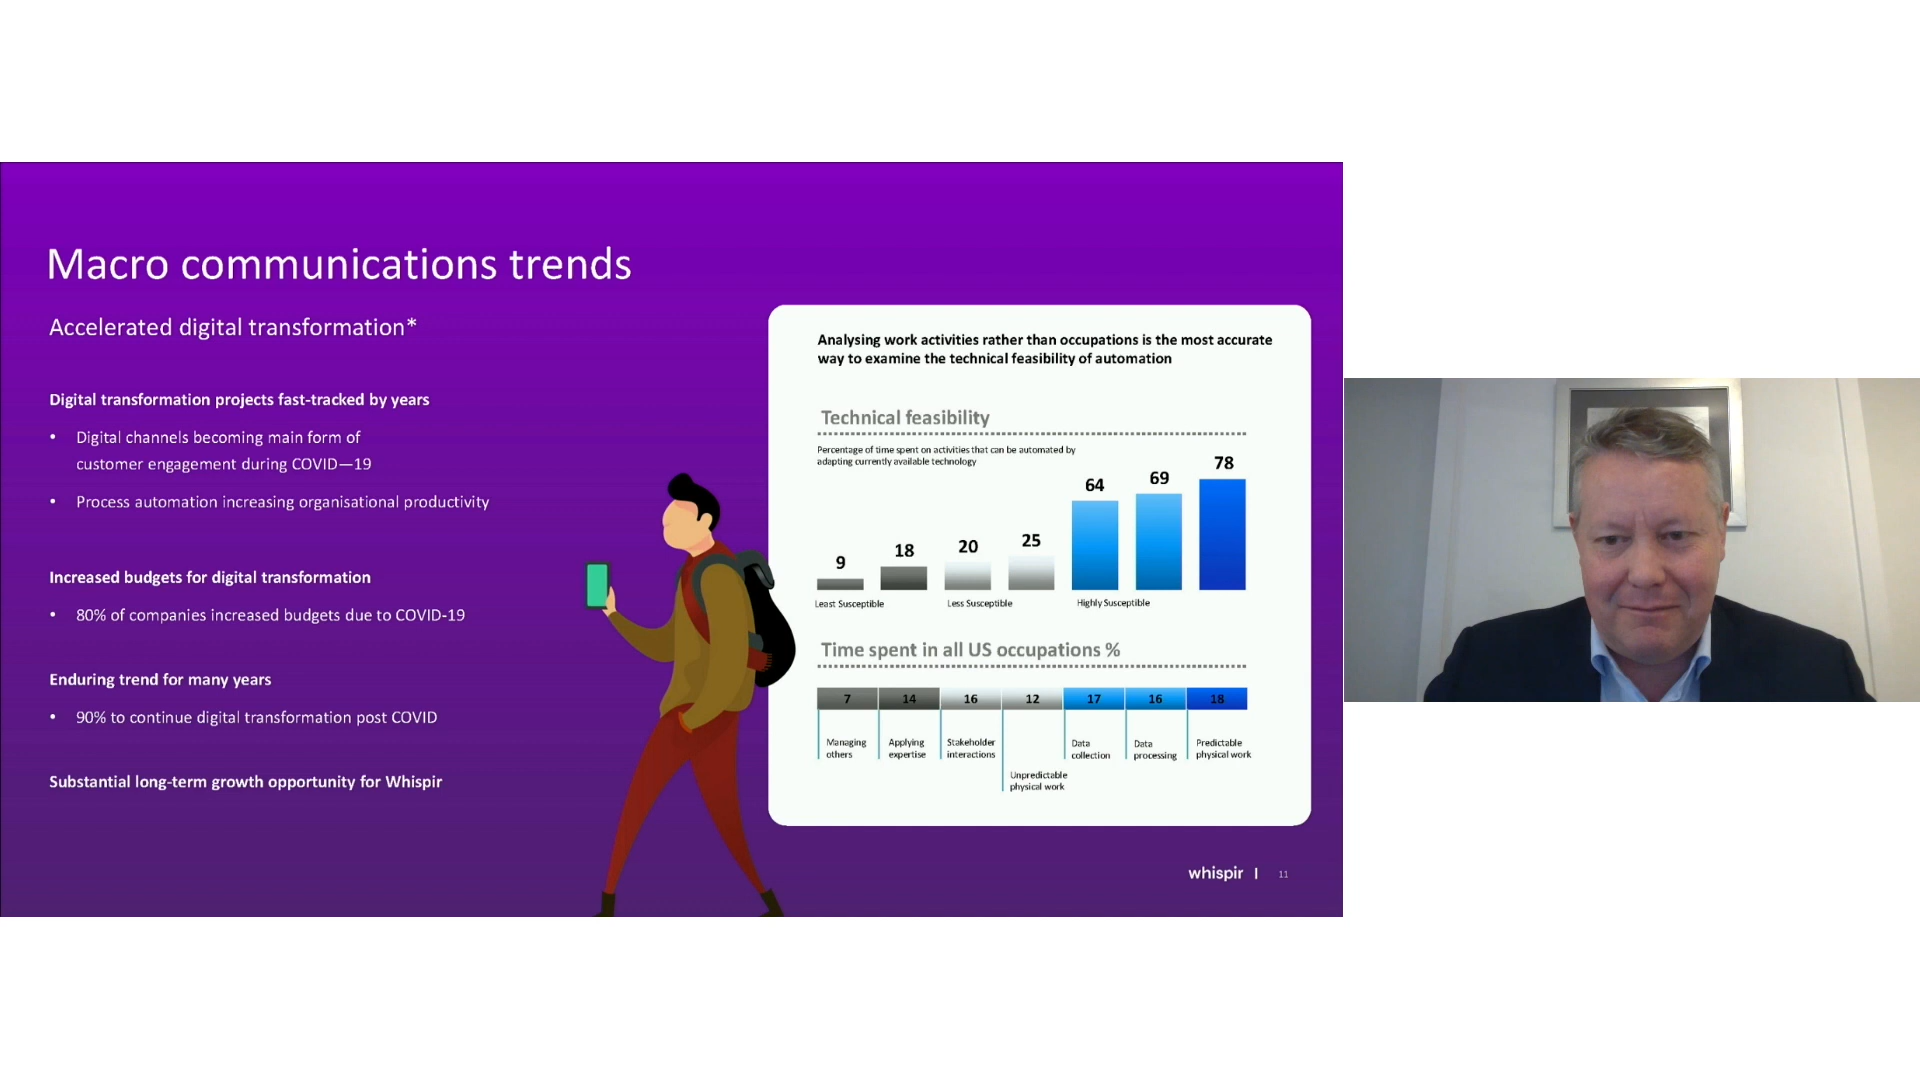 Macro communications trends
Accelerated digital transformation*
Digital transformation projects fast-tracked by years
• Digital channels becoming main form of
customer engagement during COVID—19
• Process automation increasing organisational productivity
Increased budgets for digital transformation
• 80% of companies increased budgets due to COVID-19
Enduring trend for many years
• 90% to continue digital transformation post COVID
Substantial long-term growth opportunity for Whispir
Analysing work activities rather than occupations is the most accurate
way to examine the technical feasibility of automation
Technical feasibility
Percentage of time spent on activities that can be automated by
adapting currently available technology
9 18 20 25 64 69 78
Least Susceptible Less Susceptible Highly Susceptible
Time spent in all US occupations %
7 14 16 12 17 16 18
Managing
others
Applying
expertise
Stakeholder
interactions
Unpredictable
physical work
Data
collection
Data
processing
Predictable
physical work
whispir | 11